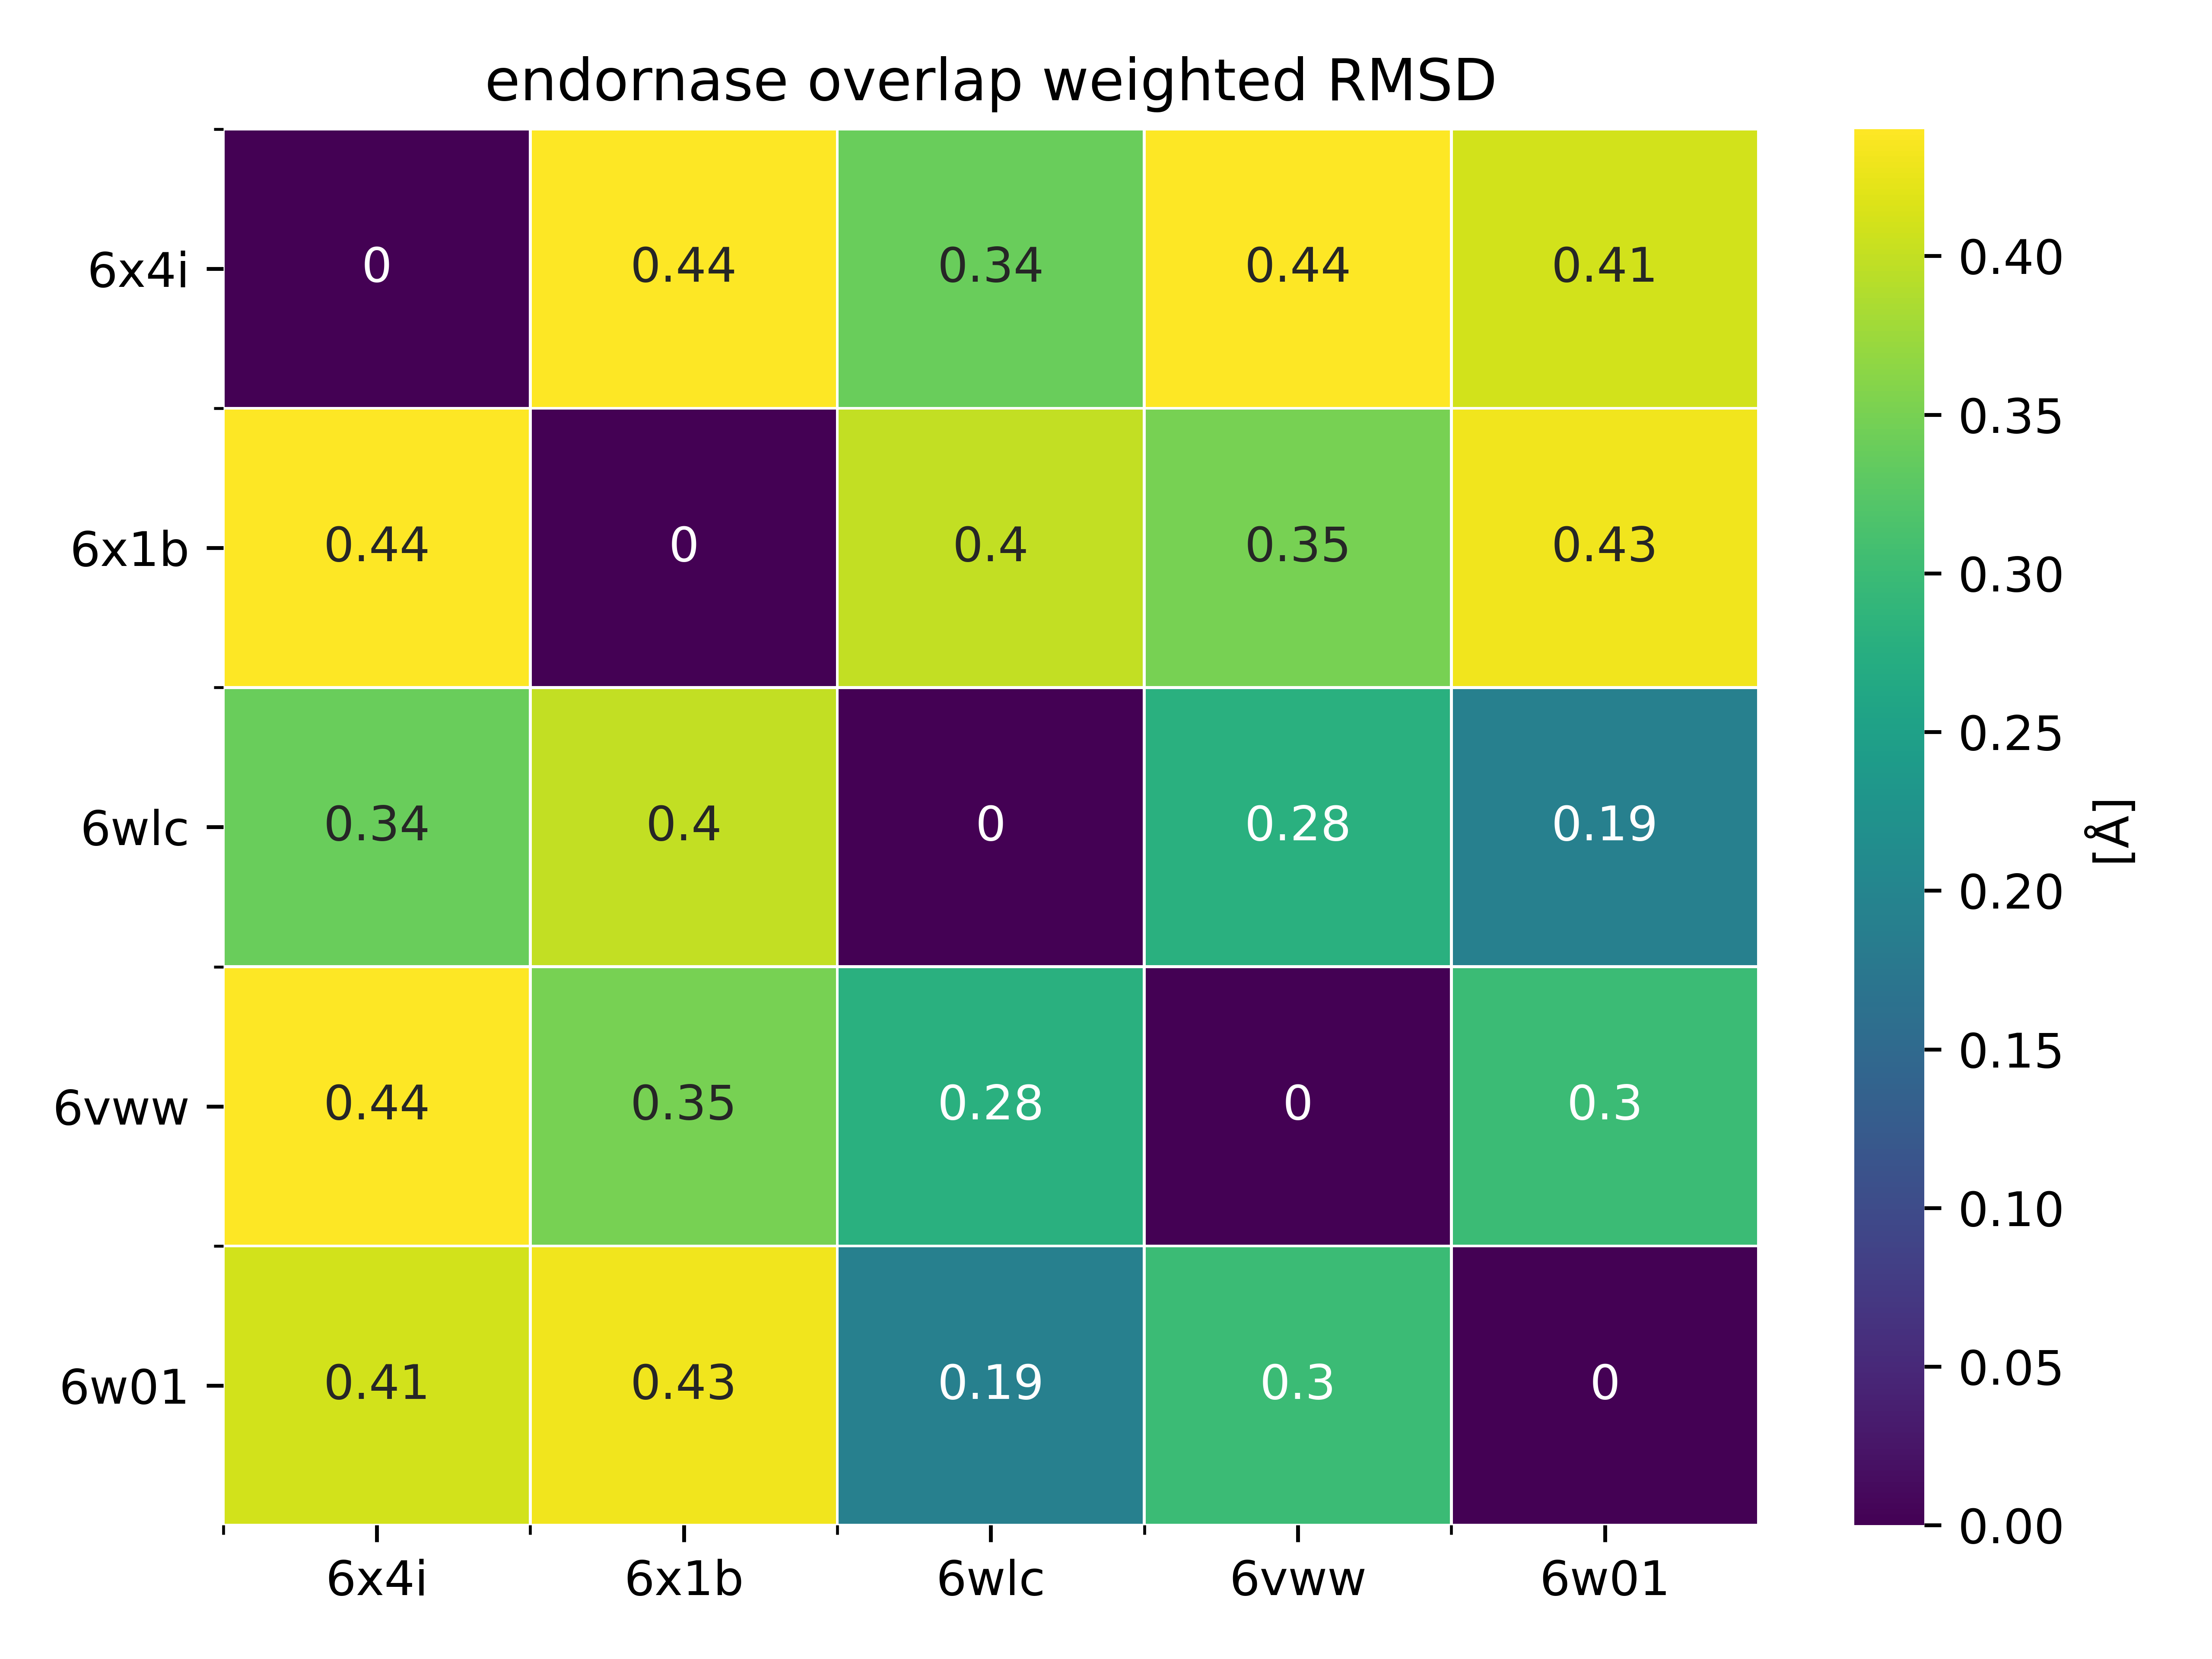 endornase overlap weighted RMSD
6x4i 0 0.44 0.34 0.44 0.41
6x1b 0.44 0 0.4 0.35 0.43
6wlc 0.34 0.4 0 0.28 0.19
6vww 0.44 0.35 0.28 0 0.3
6w01 0.41 0.43 0.19 0.3 0
6x4i 6x1b 6wlc 6vww 6w01
0.40
0.35
0.30
0.25
0.20
0.15
0.10
0.05
0.00
[Å]